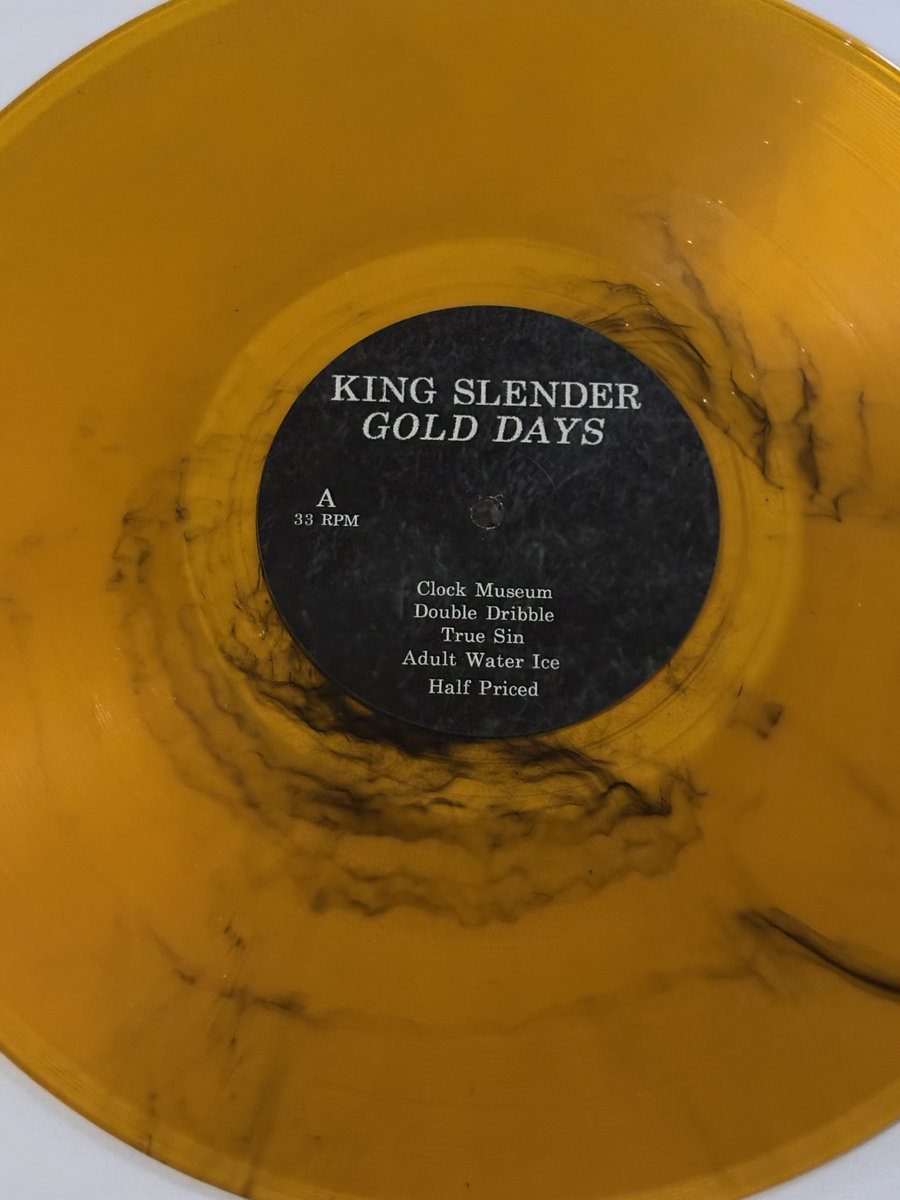 KING SLENDER
GOLD DAYS
A
33 RPM
Clock Museum
Double Dribble
True Sin
Adult Water Ice
Half Priced